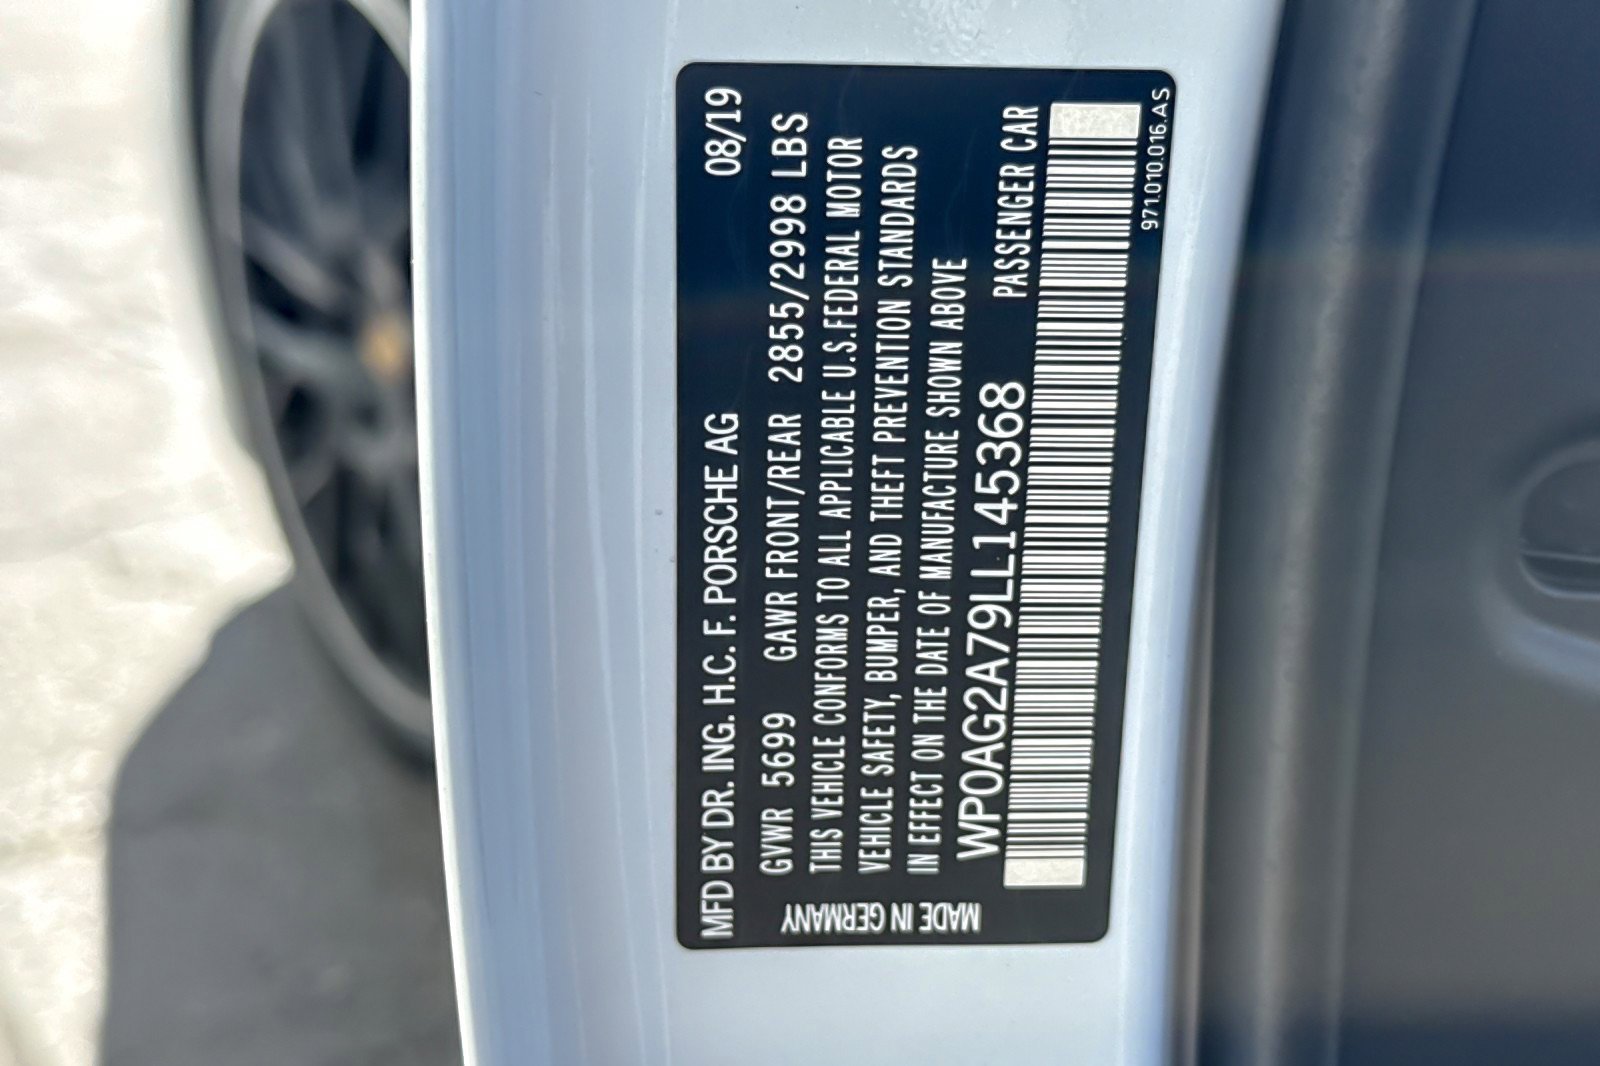 MFD BY DR. ING. H.C. F. PORSCHE AG 08/19
GVWR 5699 GAWR FRONT/REAR 2855/2998 LBS
THIS VEHICLE CONFORMS TO ALL APPLICABLE U.S.FEDERAL MOTOR
VEHICLE SAFETY, BUMPER, AND THEFT PREVENTION STANDARDS
IN EFFECT ON THE DATE OF MANUFACTURE SHOWN ABOVE
WP0AG2A79LL145368 PASSENGER CAR
971.010.016.AS
MADE IN GERMANY